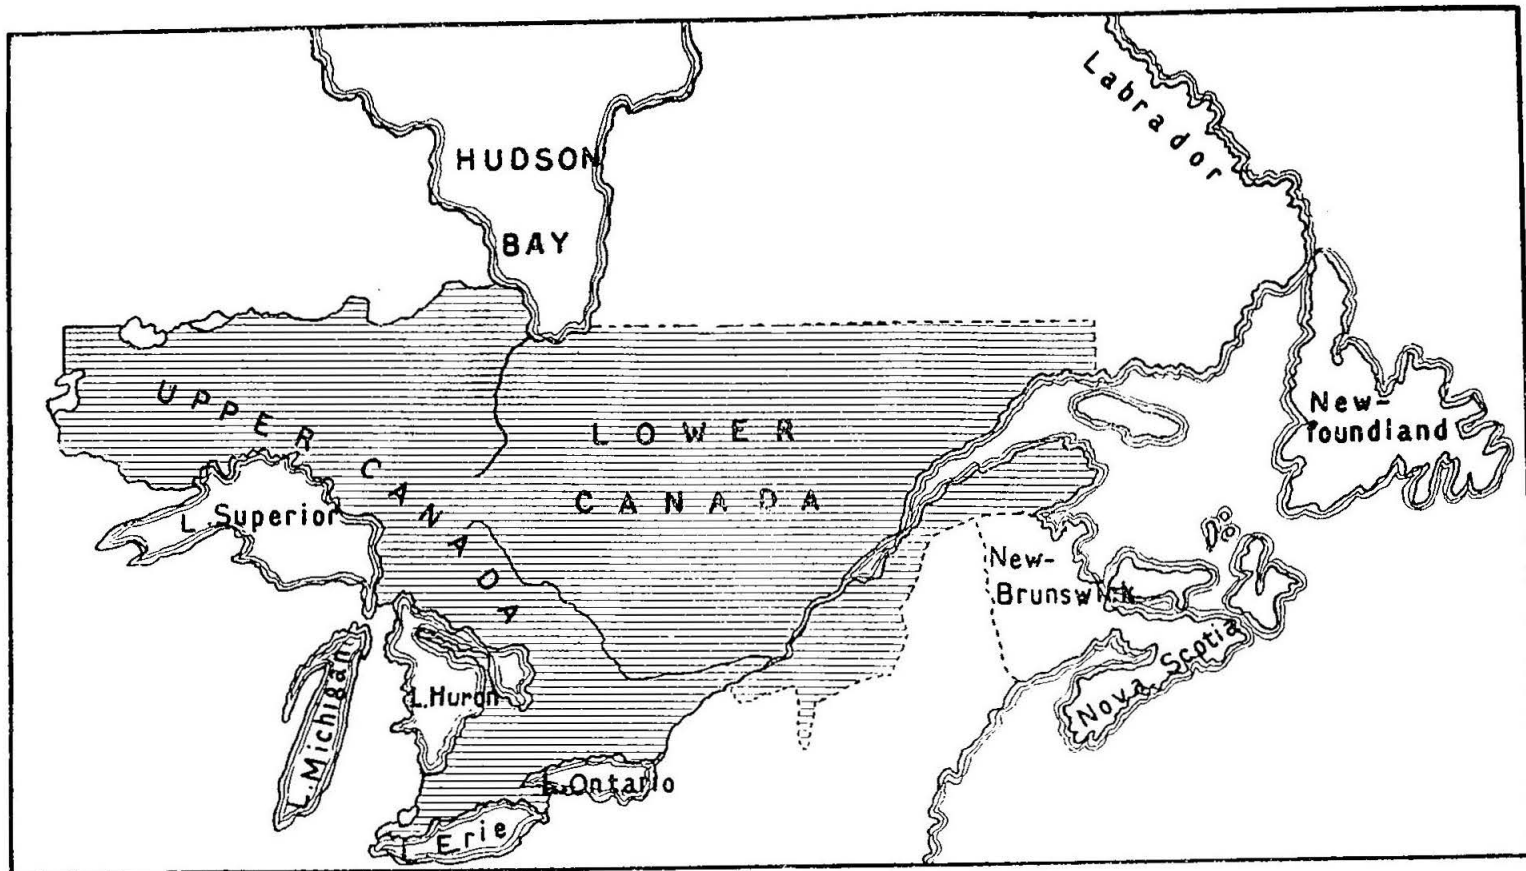 Labrador
HUDSON
BAY
UPPER CANADA
LOWER
CANADA
New-
foundland
L.Superior
New-
Brunswick
Nova Scotia
L.Huron
L.Michigan
L.Ontario
L Erie